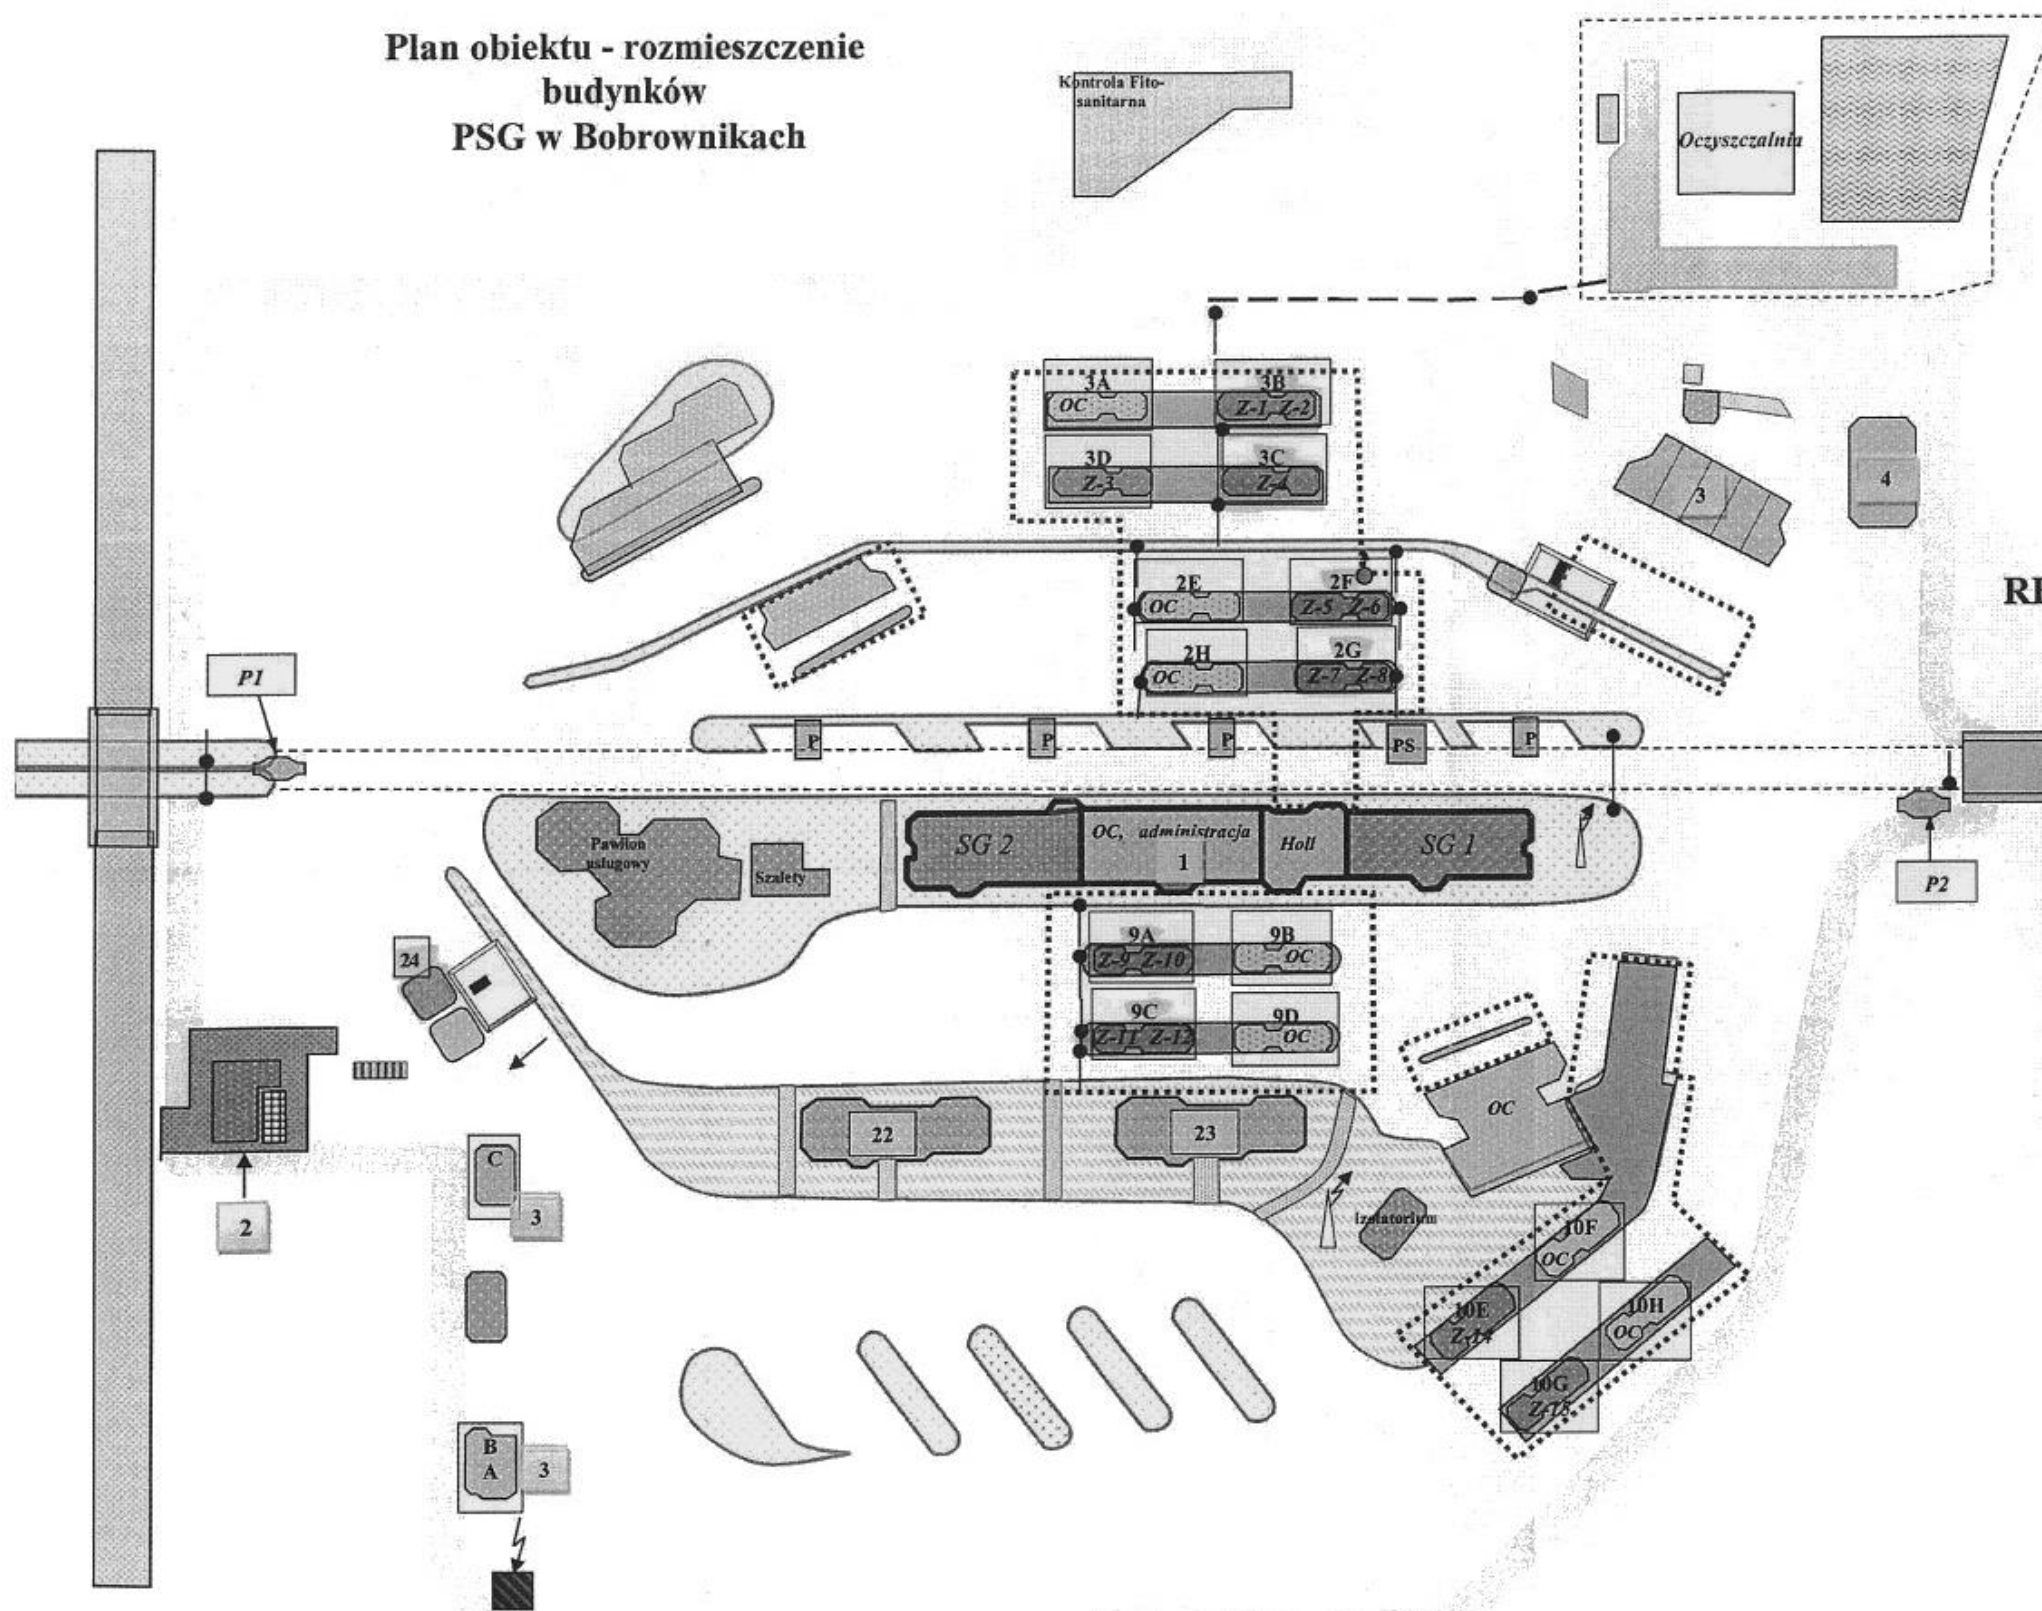 Plan obiektu - rozmieszczenie
budynków
PSG w Bobrownikach
Kontrola Fito-
sanitarna
Oczyszczalnia
3A
OC
3B
Z-1 Z-2
3D
Z-3
3C
Z-4
3
4
2E
OC
2F
Z-5 Z-6
2H
OC
2G
Z-7 Z-8
P1
P
P
P
PS
P
Pawilon
usługowy
Szalety
SG 2
OC, administracja
1
Holl
SG 1
P2
24
9A
Z-9 Z-10
9B
OC
9C
Z-11 Z-12
9D
OC
OC
22
23
C
3
2
Izolatorium
10F
OC
10E
Z-14
10H
OC
10G
Z-15
B
A
3